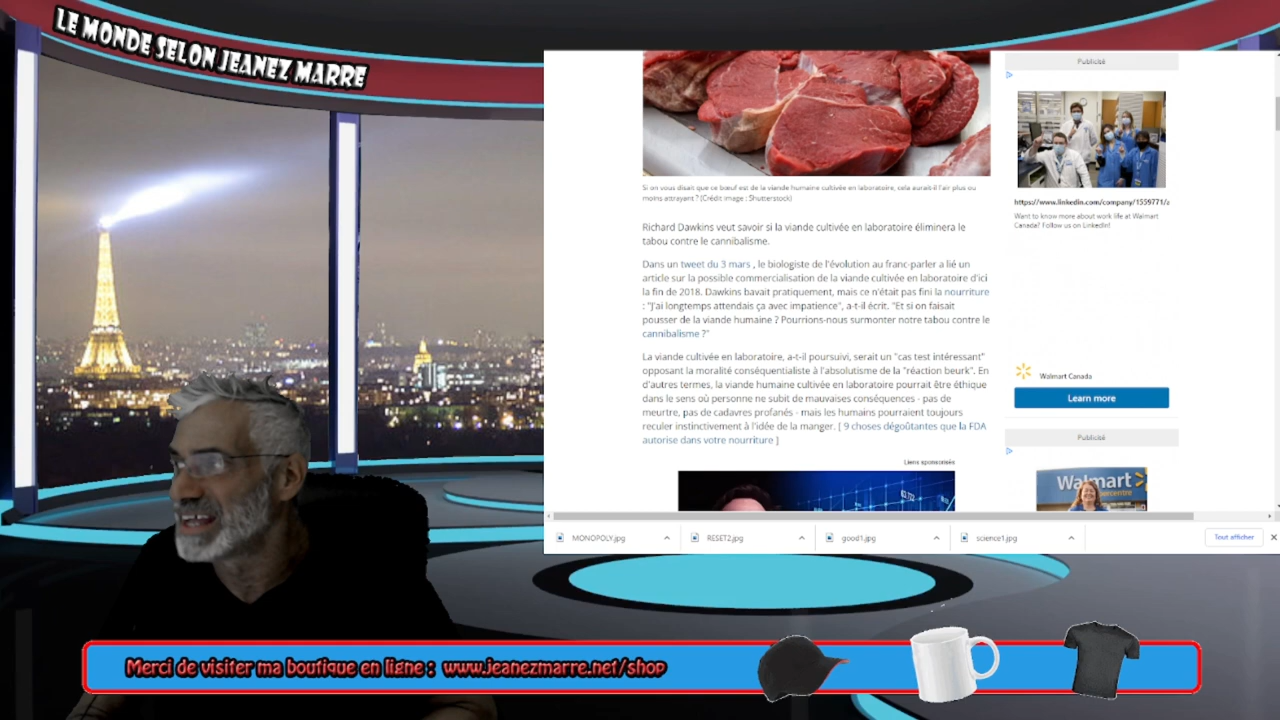 LE MONDE SELON JEANEZ MARRE
Si on vous disait que ce bœuf est de la viande humaine cultivée en laboratoire, cela aurait-il l'air plus ou
moins attrayant ? (Crédit image : Shutterstock)
Richard Dawkins veut savoir si la viande cultivée en laboratoire éliminera le
tabou contre le cannibalisme.
Dans un tweet du 3 mars , le biologiste de l'évolution au franc-parler a lié un
article sur la possible commercialisation de la viande cultivée en laboratoire d'ici
la fin de 2018. Dawkins bavait pratiquement, mais ce n'était pas fini la nourriture
: "J'ai longtemps attendais ça avec impatience", a-t-il écrit. "Et si on faisait
pousser de la viande humaine ? Pourrions-nous surmonter notre tabou contre le
cannibalisme ?"
La viande cultivée en laboratoire, a-t-il poursuivi, serait un "cas test intéressant"
opposant la moralité conséquentialiste à l'absolutisme de la "réaction beurk". En
d'autres termes, la viande humaine cultivée en laboratoire pourrait être éthique
dans le sens où personne ne subit de mauvaises conséquences - pas de
meurtre, pas de cadavres profanés - mais les humains pourraient toujours
reculer instinctivement à l'idée de la manger. [ 9 choses dégoûtantes que la FDA
autorise dans votre nourriture ]
Liens sponsorisés
Publicité
https://www.linkedin.com/company/1559771/a
Want to know more about work life at Walmart
Canada? Follow us on LinkedIn!
Walmart Canada
Learn more
Publicité
Walmart
MONOPOLY.jpg
RESET2.jpg
good1.jpg
science1.jpg
Tout afficher
Merci de visiter ma boutique en ligne : www.jeanezmarre.net/shop